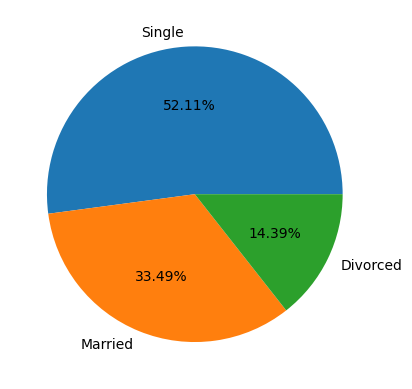 Single
52.11%
14.39%
Divorced
33.49%
Married